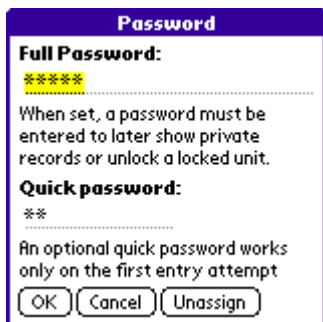 Password
Full Password:
*****
When set, a password must be
entered to later show private
records or unlock a locked unit.
Quick password:
**
An optional quick password works
only on the first entry attempt
OK Cancel Unassign